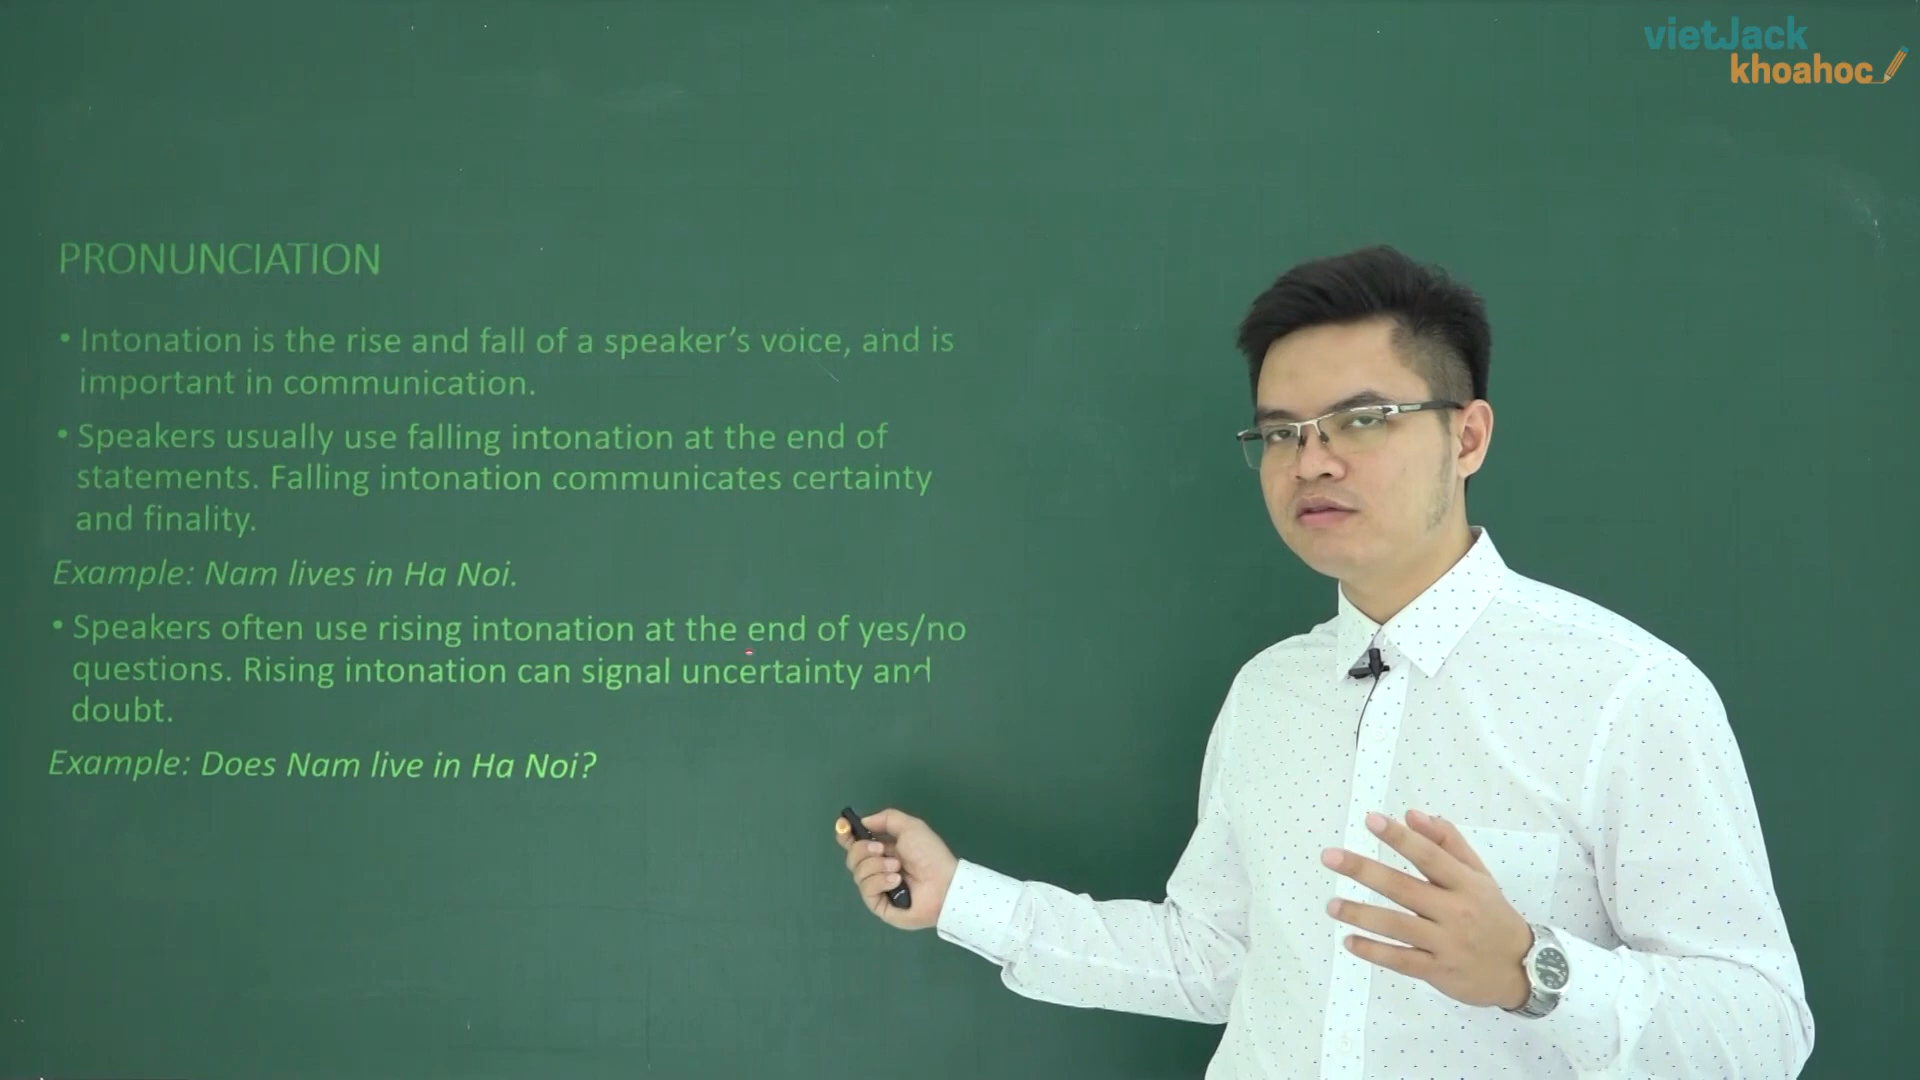 vietJack
khoahoc
PRONUNCIATION
• Intonation is the rise and fall of a speaker's voice, and is
important in communication.
• Speakers usually use falling intonation at the end of
statements. Falling intonation communicates certainty
and finality.
Example: Nam lives in Ha Noi.
• Speakers often use rising intonation at the end of yes/no
questions. Rising intonation can signal uncertainty and
doubt.
Example: Does Nam live in Ha Noi?